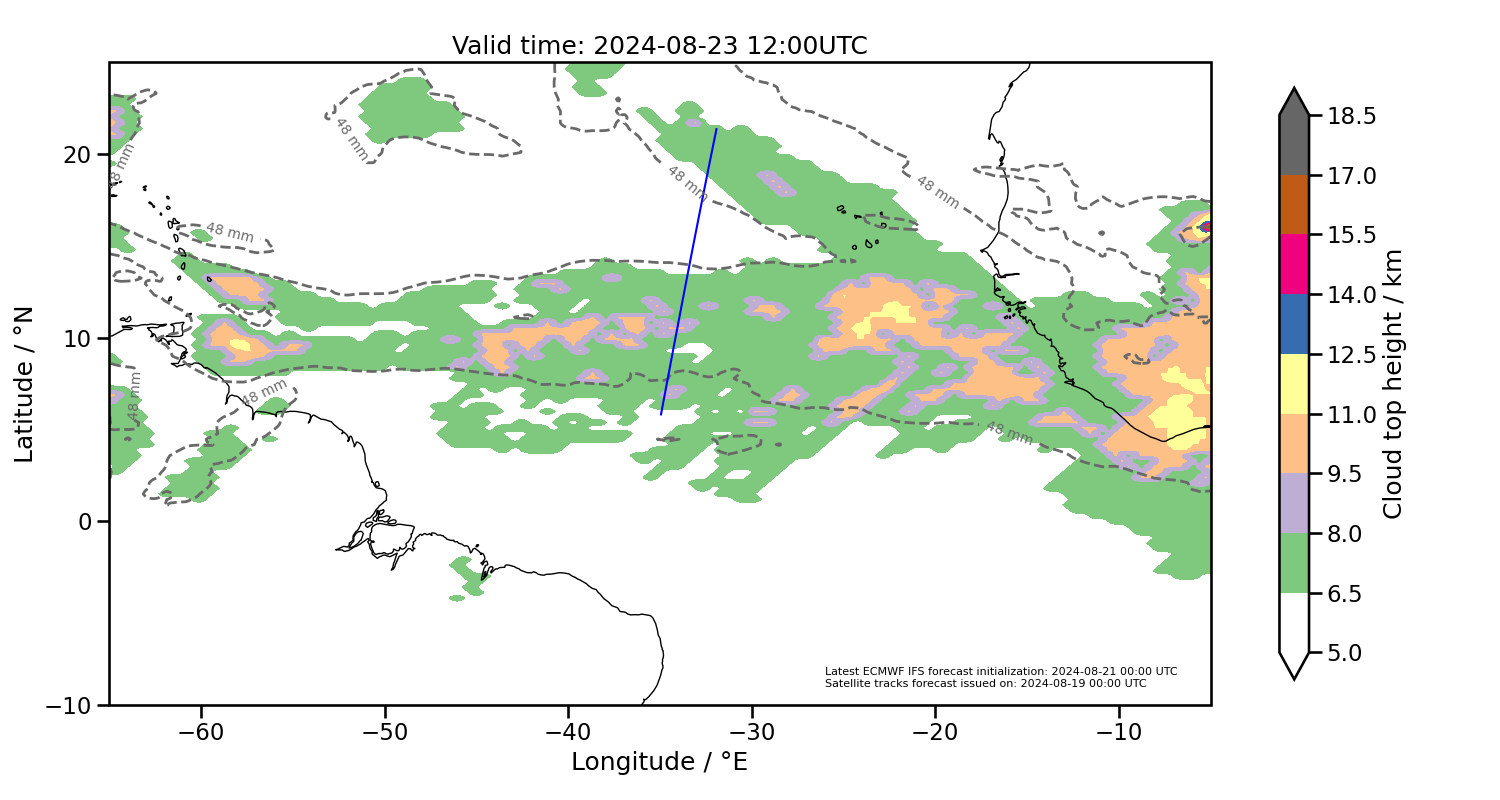 Valid time: 2024-08-23 12:00UTC
18.5
17.0
15.5
14.0
12.5
11.0
9.5
8.0
6.5
5.0
Cloud top height / km
20
10
0
−10
Latitude / °N
48 mm
48 mm
48 mm
48 mm
48 mm
48 mm
48 mm
48 mm
Latest ECMWF IFS forecast initialization: 2024-08-21 00:00 UTC
Satellite tracks forecast issued on: 2024-08-19 00:00 UTC
−60
−50
−40
−30
−20
−10
Longitude / °E